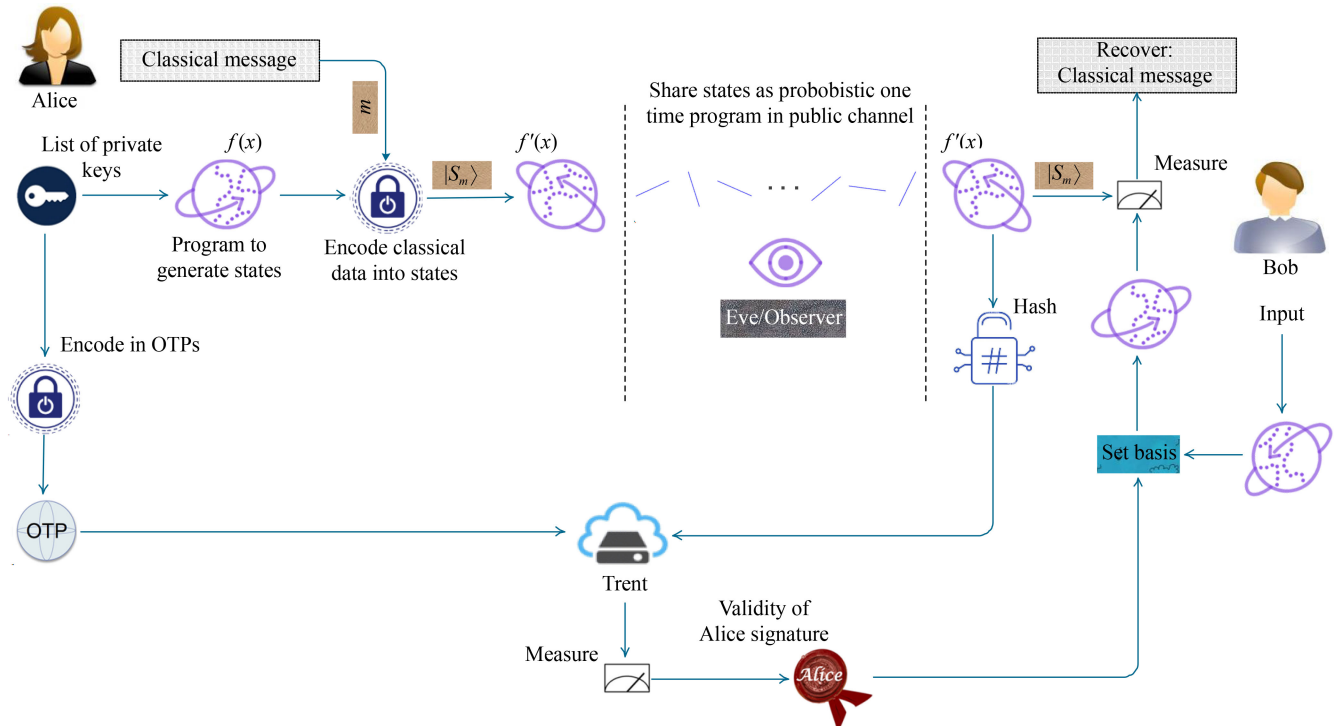 Alice
Classical message
m
List of private
keys
f(x)
Program to
generate states
Encode classical
data into states
|S_m⟩
f′(x)
Share states as probobistic one
time program in public channel
...
Eve/Observer
f′(x)
|S_m⟩
Recover:
Classical message
Measure
Bob
Input
Hash
#
Set basis
Encode in OTPs
OTP
Trent
Measure
Validity of
Alice signature
Alice